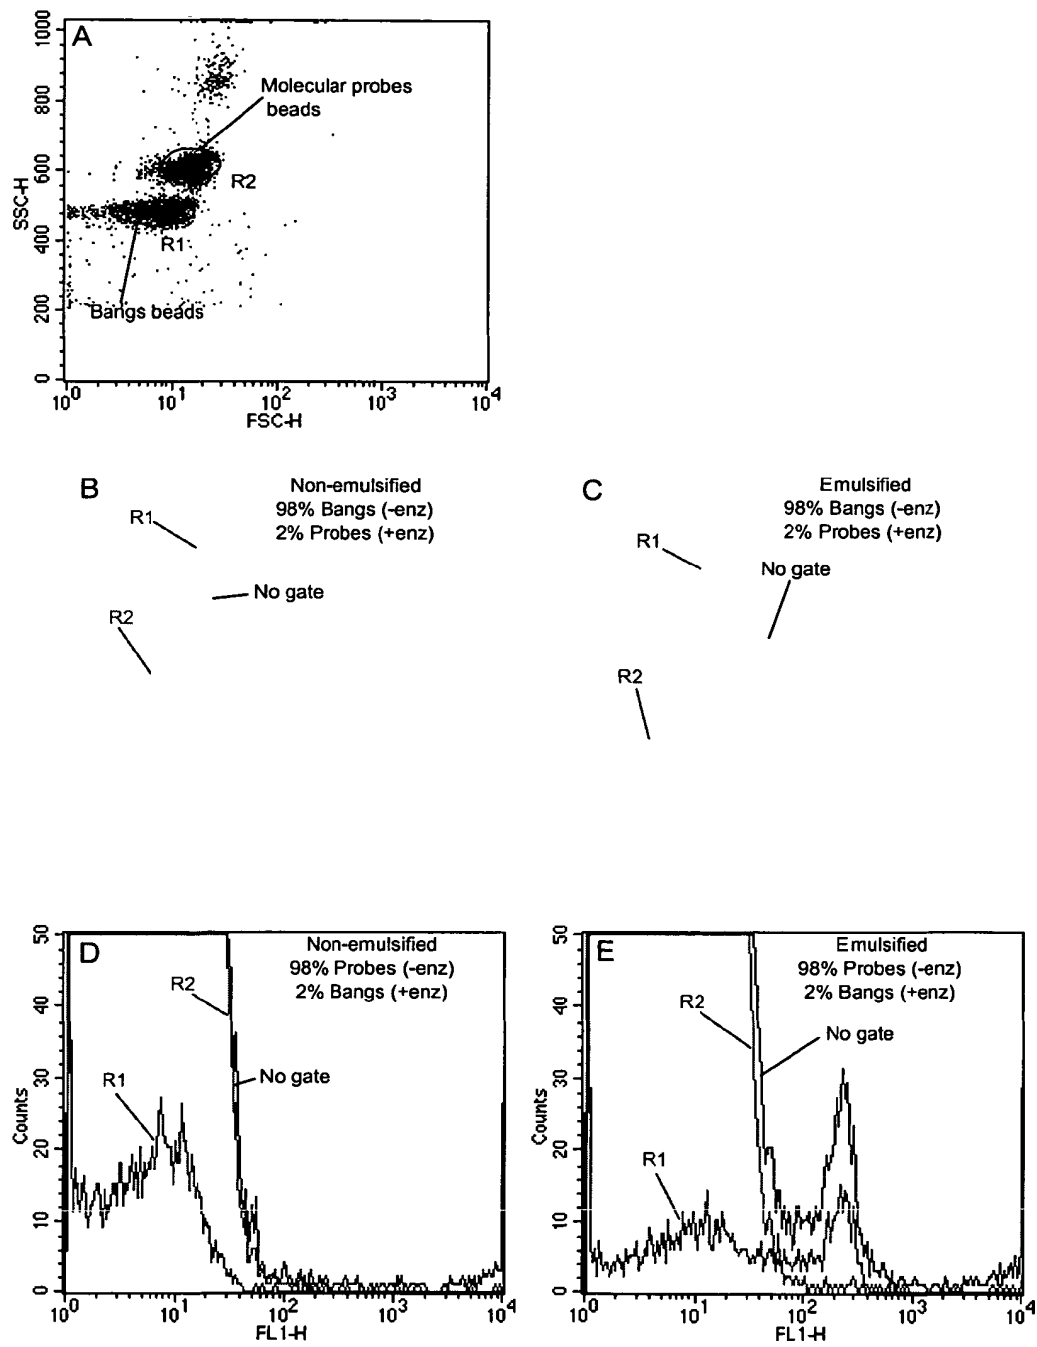 A
1000
800
600
400
200
0
SSC-H
Molecular probes
beads
R2
R1
Bangs beads
10^0 10^1 10^2 10^3 10^4
FSC-H
B
Non-emulsified
98% Bangs (-enz)
2% Probes (+enz)
R1
No gate
R2
C
Emulsified
98% Bangs (-enz)
2% Probes (+enz)
R1
No gate
R2
D
Non-emulsified
98% Probes (-enz)
2% Bangs (+enz)
R2
No gate
R1
50
40
30
20
10
0
Counts
10^0 10^1 10^2 10^3 10^4
FL1-H
E
Emulsified
98% Probes (-enz)
2% Bangs (+enz)
R2
No gate
R1
50
40
30
20
10
0
Counts
10^0 10^1 10^2 10^3 10^4
FL1-H